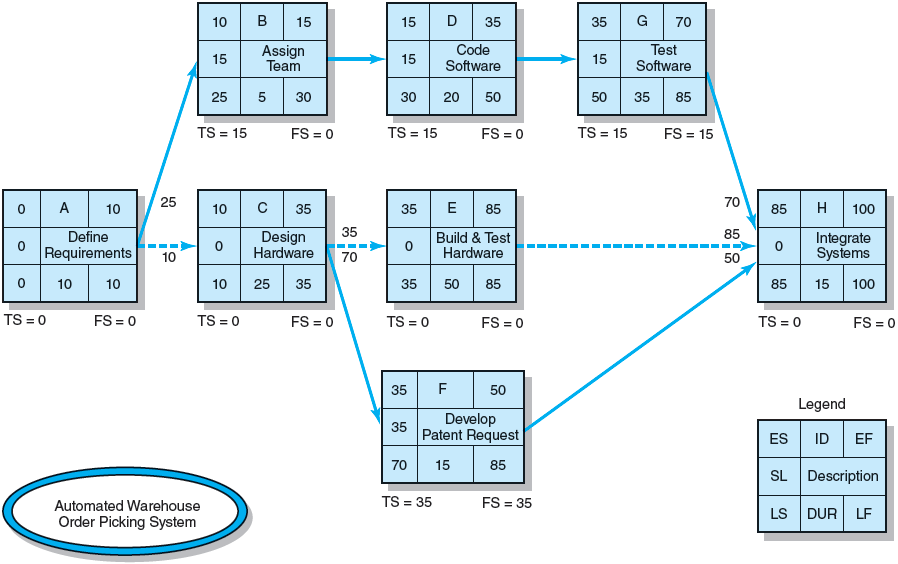 10 B 15
15 Assign
Team
25 5 30
TS = 15 FS = 0
15 D 35
15 Code
Software
30 20 50
TS = 15 FS = 0
35 G 70
15 Test
Software
50 35 85
TS = 15 FS = 15
0 A 10
0 Define
Requirements
0 10 10
TS = 0 FS = 0
25
10
10 C 35
0 Design
Hardware
10 25 35
TS = 0 FS = 0
35
70
35 E 85
0 Build & Test
Hardware
35 50 85
TS = 0 FS = 0
70
85
50
85 H 100
0 Integrate
Systems
85 15 100
TS = 0 FS = 0
35 F 50
35 Develop
Patent Request
70 15 85
TS = 35 FS = 35
Legend
ES ID EF
SL Description
LS DUR LF
Automated Warehouse
Order Picking System